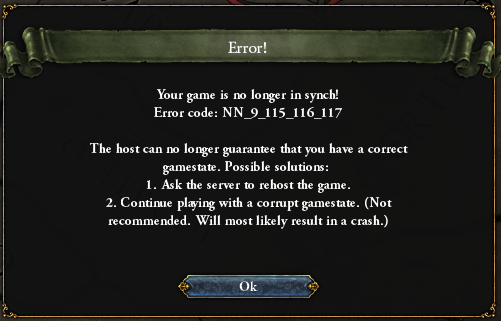 Error!
Your game is no longer in synch!
Error code: NN_9_115_116_117
The host can no longer guarantee that you have a correct
gamestate. Possible solutions:
1. Ask the server to rehost the game.
2. Continue playing with a corrupt gamestate. (Not
recommended. Will most likely result in a crash.)
Ok